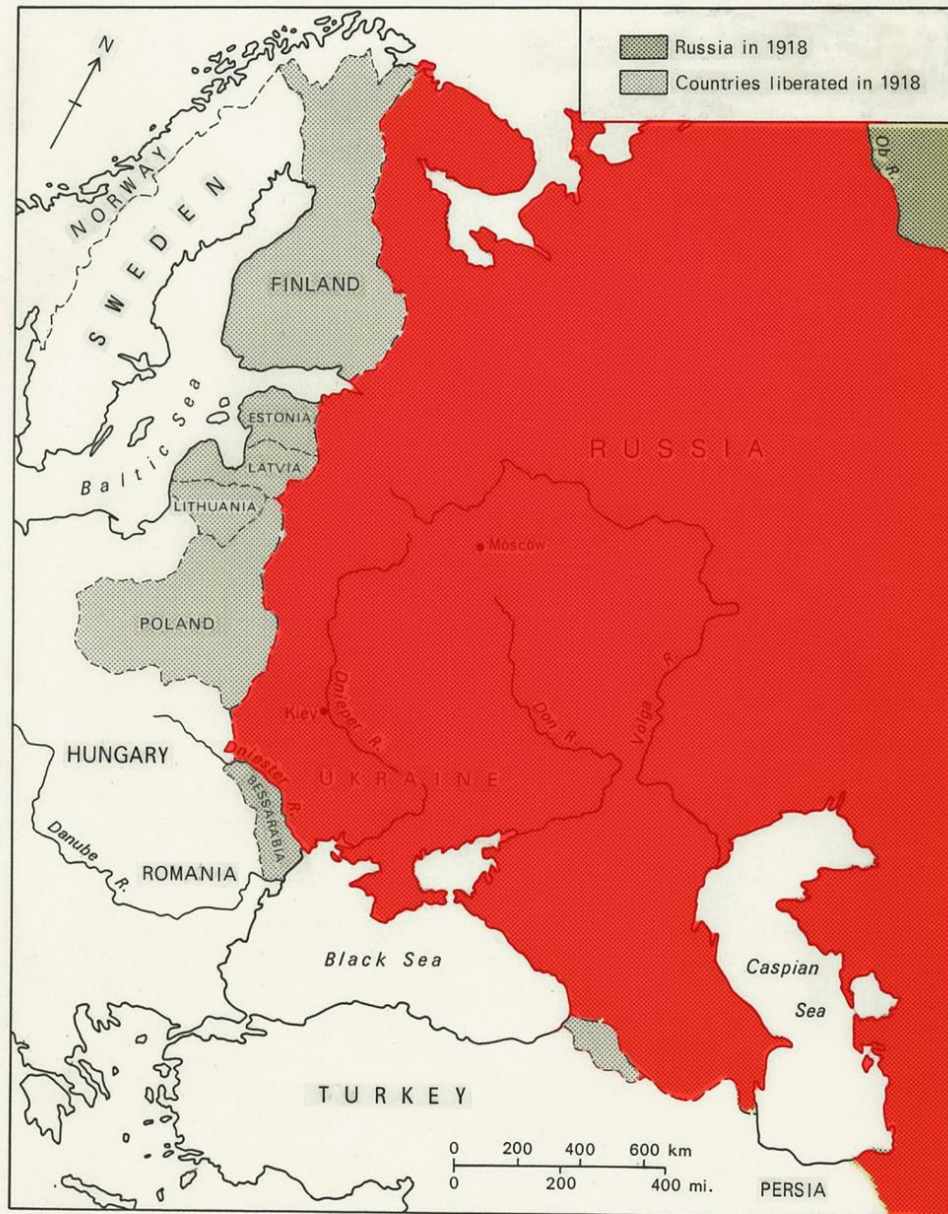 N
Russia in 1918
Countries liberated in 1918
Ob R.
NORWAY
SWEDEN
FINLAND
Baltic Sea
ESTONIA
LATVIA
LITHUANIA
RUSSIA
Moscow
POLAND
Kiev
Dnieper R.
Don R.
Volga R.
HUNGARY
Dniester R.
UKRAINE
BESSARABIA
Danube R.
ROMANIA
Black Sea
Caspian
Sea
TURKEY
0 200 400 600 km
0 200 400 mi.
PERSIA